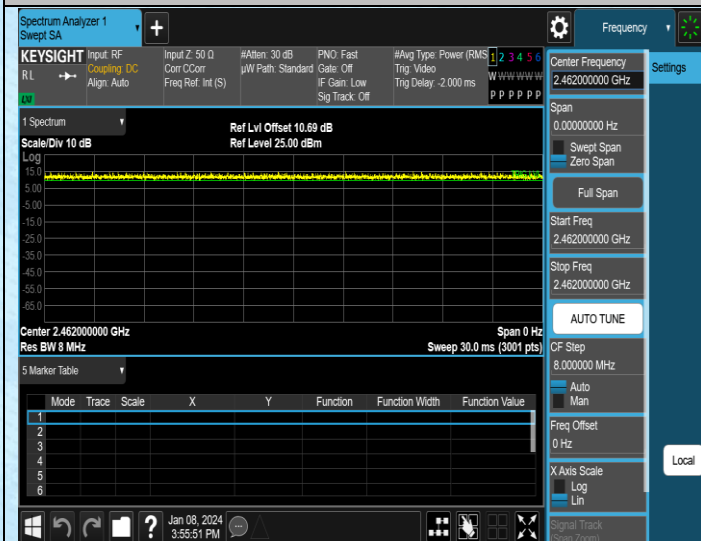 Spectrum Analyzer 1
Swept SA
Frequency
KEYSIGHT
RL
LXI
Input: RF
Coupling: DC
Align: Auto
Input Z: 50 Ω
Corr CCorr
Freq Ref: Int (S)
#Atten: 30 dB
µW Path: Standard
PNO: Fast
Gate: Off
IF Gain: Low
Sig Track: Off
#Avg Type: Power (RMS
Trig: Video
Trig Delay: -2.000 ms
1 2 3 4 5 6
W W W W W W
P P P P P P
1 Spectrum
Scale/Div 10 dB
Ref Lvl Offset 10.69 dB
Ref Level 25.00 dBm
Log
15.0
5.00
-5.00
-15.0
-25.0
-35.0
-45.0
-55.0
-65.0
Center 2.462000000 GHz
Span 0 Hz
Res BW 8 MHz
Sweep 30.0 ms (3001 pts)
5 Marker Table
Mode Trace Scale X Y Function Function Width Function Value
1
2
3
4
5
6
Jan 08, 2024
3:55:51 PM
Center Frequency
2.462000000 GHz
Span
0.00000000 Hz
Swept Span
Zero Span
Full Span
Start Freq
2.462000000 GHz
Stop Freq
2.462000000 GHz
AUTO TUNE
CF Step
8.000000 MHz
Auto
Man
Freq Offset
0 Hz
X Axis Scale
Log
Lin
Signal Track
(Span Zoom)
Settings
Local